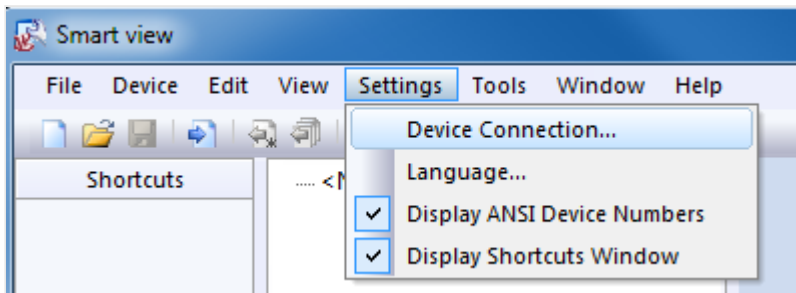 Smart view
File Device Edit View Settings Tools Window Help
Device Connection...
Shortcuts
Language...
Display ANSI Device Numbers
Display Shortcuts Window